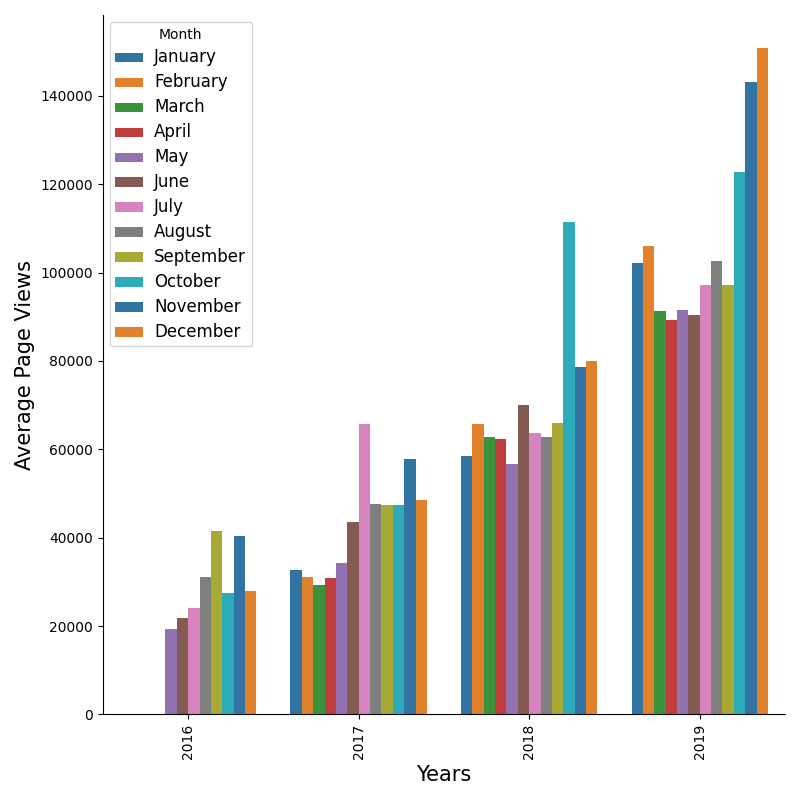 Month
January
February
March
April
May
June
July
August
September
October
November
December
Average Page Views
140000
120000
100000
80000
60000
40000
20000
0
2016
2017
2018
2019
Years